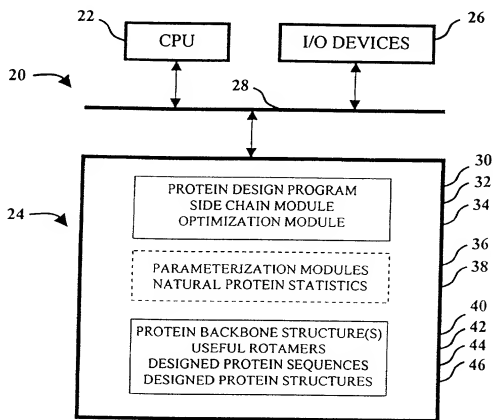 22
CPU
I/O DEVICES
26
20
28
24
PROTEIN DESIGN PROGRAM
SIDE CHAIN MODULE
OPTIMIZATION MODULE
30
32
34
PARAMETERIZATION MODULES
NATURAL PROTEIN STATISTICS
36
38
PROTEIN BACKBONE STRUCTURE(S)
USEFUL ROTAMERS
DESIGNED PROTEIN SEQUENCES
DESIGNED PROTEIN STRUCTURES
40
42
44
46